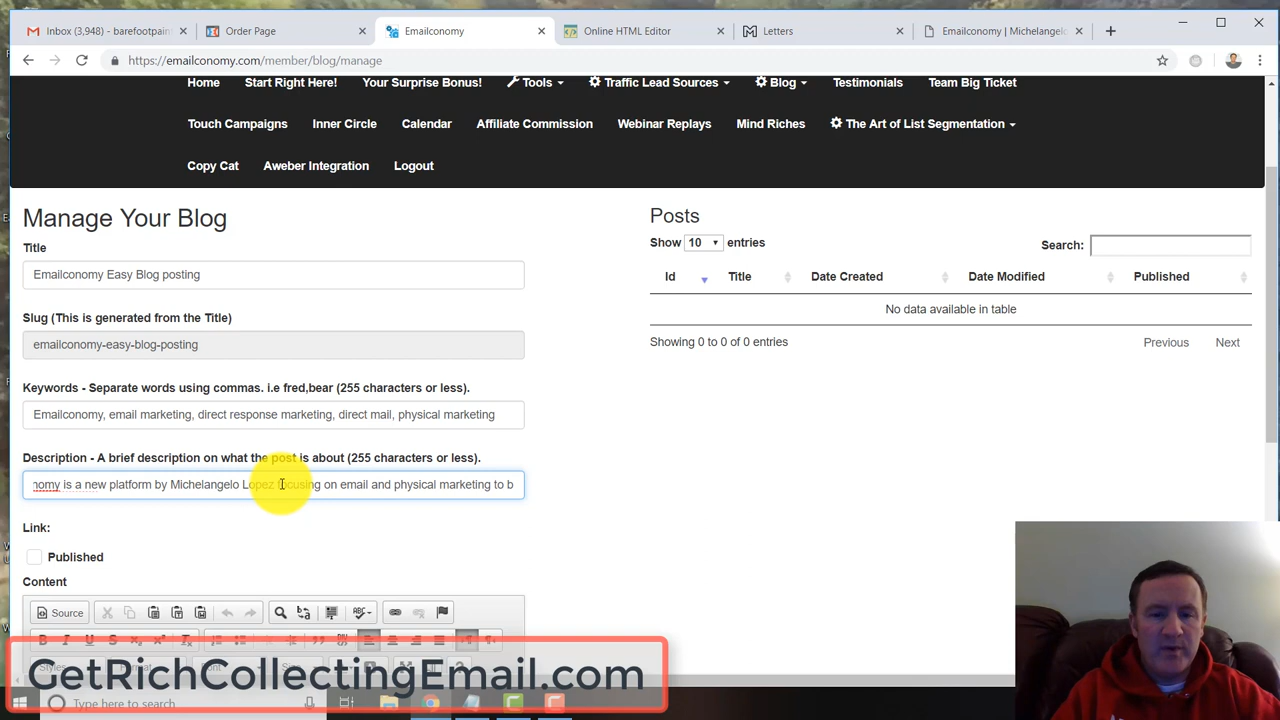 Inbox (3,948) - barefootpain
Order Page
Emailconomy
Online HTML Editor
Letters
Emailconomy | Michelangelo
https://emailconomy.com/member/blog/manage
Home Start Right Here! Your Surprise Bonus! Tools Traffic Lead Sources Blog Testimonials Team Big Ticket
Touch Campaigns Inner Circle Calendar Affiliate Commission Webinar Replays Mind Riches The Art of List Segmentation
Copy Cat Aweber Integration Logout
Manage Your Blog
Title
Emailconomy Easy Blog posting
Slug (This is generated from the Title)
emailconomy-easy-blog-posting
Keywords - Separate words using commas. i.e fred,bear (255 characters or less).
Emailconomy, email marketing, direct response marketing, direct mail, physical marketing
Description - A brief description on what the post is about (255 characters or less).
nomy is a new platform by Michelangelo Lopez focusing on email and physical marketing to b
Link:
Published
Content
Source
Posts
Show 10 entries
Search:
Id Title Date Created Date Modified Published
No data available in table
Showing 0 to 0 of 0 entries
Previous Next
GetRichCollectingEmail.com
Type here to search